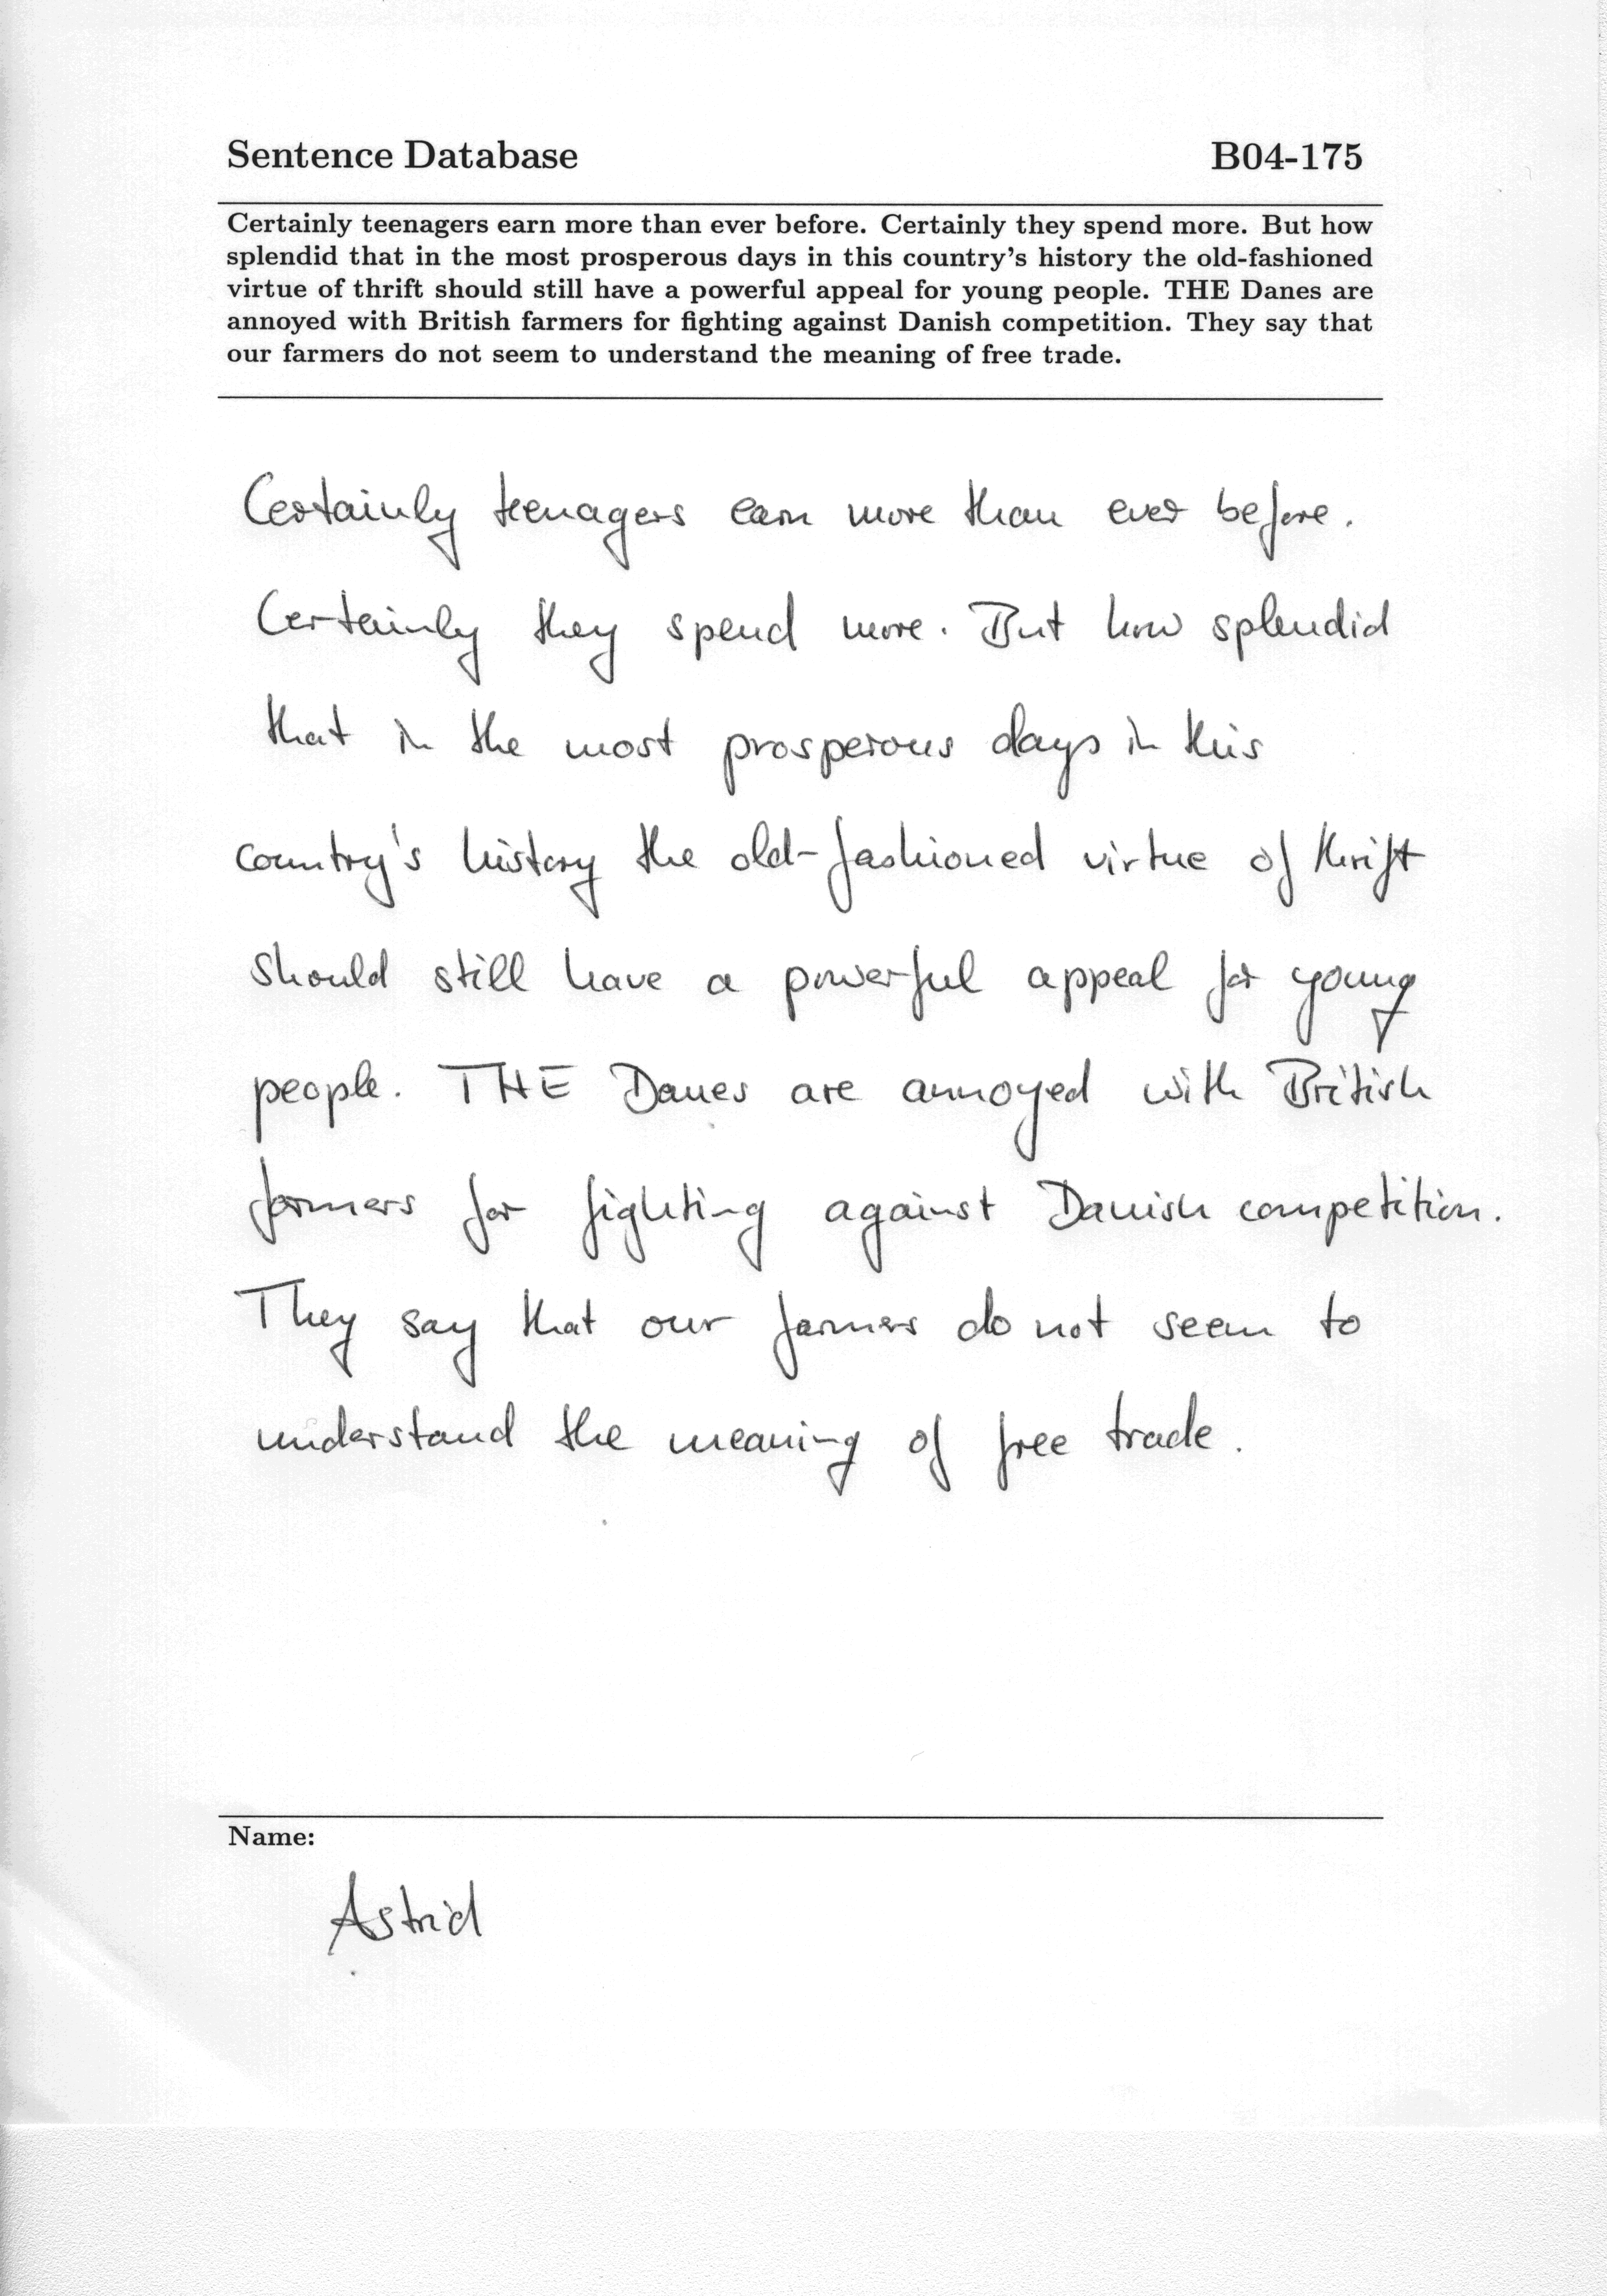 Sentence Database B04-175
Certainly teenagers earn more than ever before. Certainly they spend more. But how
splendid that in the most prosperous days in this country's history the old-fashioned
virtue of thrift should still have a powerful appeal for young people. THE Danes are
annoyed with British farmers for fighting against Danish competition. They say that
our farmers do not seem to understand the meaning of free trade.
Certainly teenagers earn more than ever before.
Certainly they spend more. But how splendid
that in the most prosperous days in this
country's history the old-fashioned virtue of thrift
should still have a powerful appeal for young
people. THE Danes are annoyed with British
farmers for fighting against Danish competition.
They say that our farmers do not seem to
understand the meaning of free trade.
Name:
Astrid